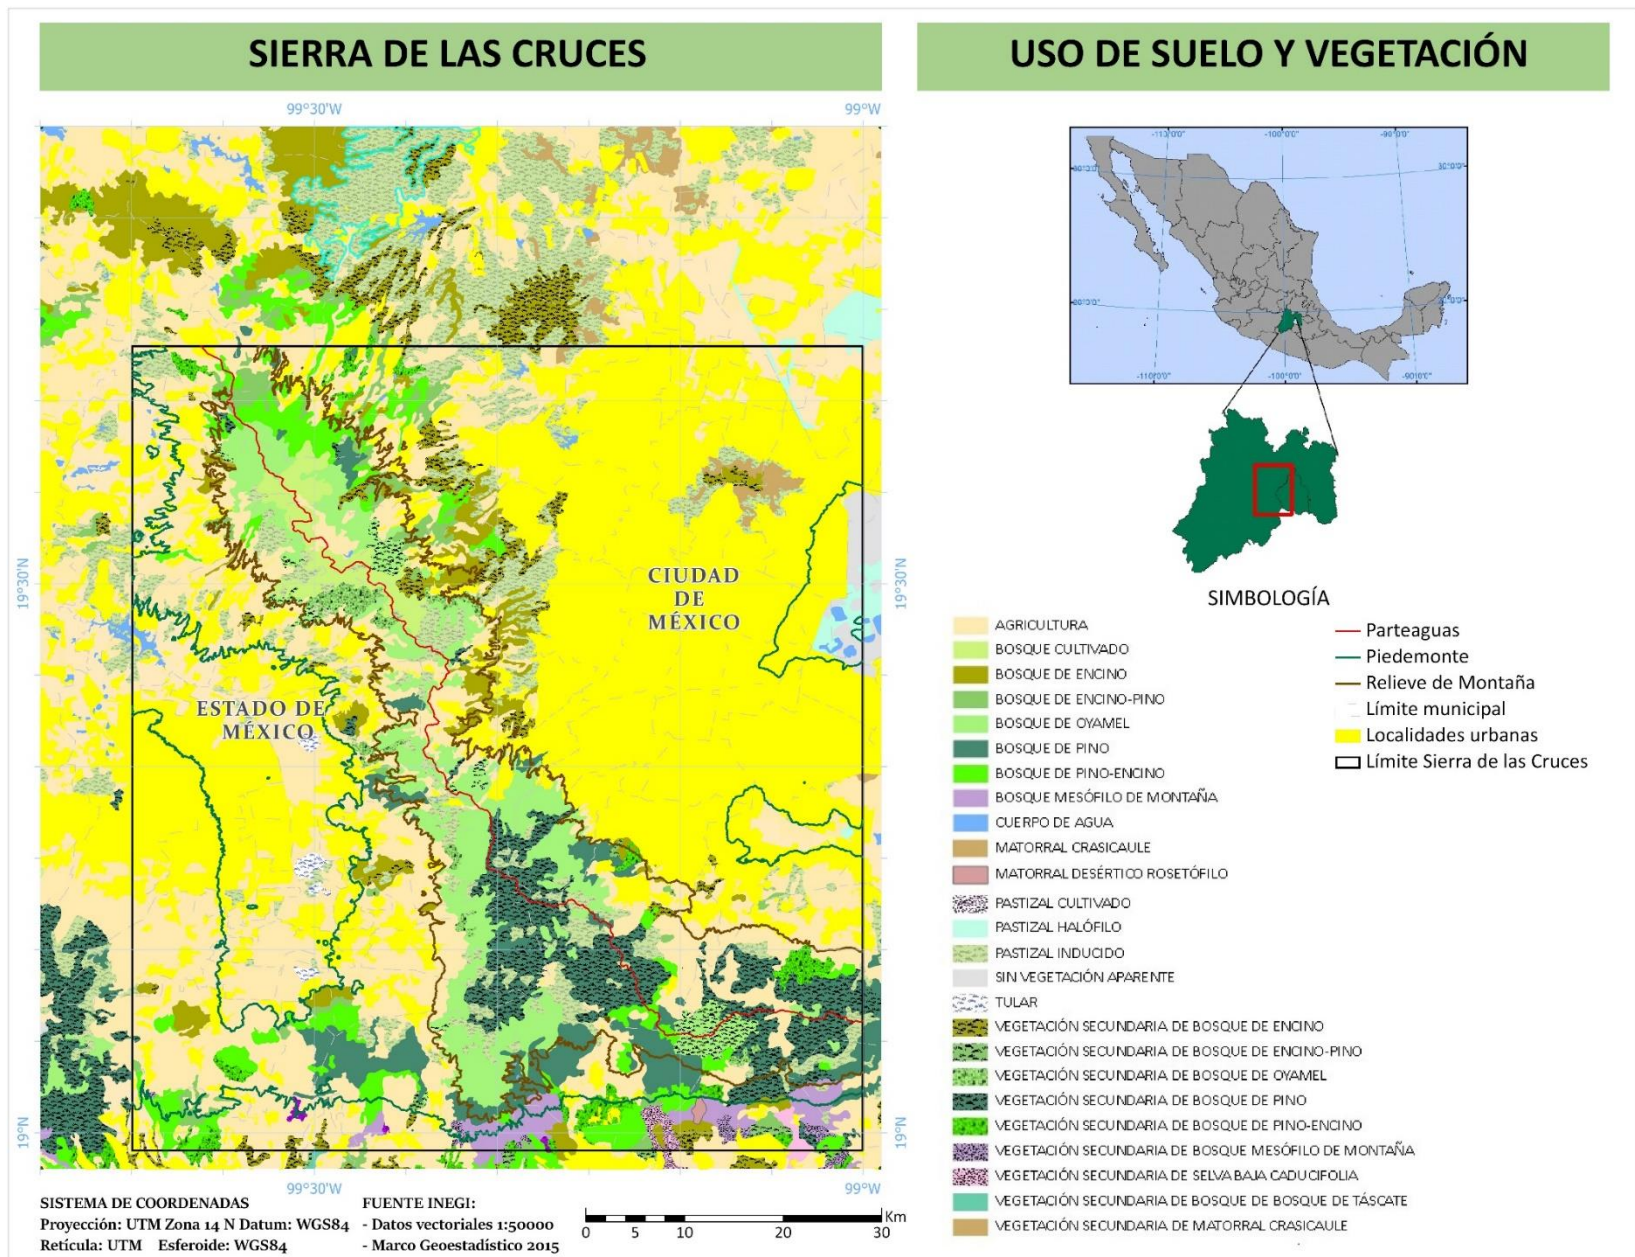 SIERRA DE LAS CRUCES
USO DE SUELO Y VEGETACIÓN
99°30'W
99°W
19°30'N
19°N
CIUDAD
DE
MÉXICO
ESTADO DE
MÉXICO
19°30'N
19°N
99°30'W
99°W
SISTEMA DE COORDENADAS
Proyección: UTM Zona 14 N Datum: WGS84
Retícula: UTM Esferoide: WGS84
FUENTE INEGI:
- Datos vectoriales 1:50000
- Marco Geoestadístico 2015
Km
0 5 10 20 30
SIMBOLOGÍA
AGRICULTURA
BOSQUE CULTIVADO
BOSQUE DE ENCINO
BOSQUE DE ENCINO-PINO
BOSQUE DE OYAMEL
BOSQUE DE PINO
BOSQUE DE PINO-ENCINO
BOSQUE MESÓFILO DE MONTAÑA
CUERPO DE AGUA
MATORRAL CRASICAULE
MATORRAL DESÉRTICO ROSETÓFILO
PASTIZAL CULTIVADO
PASTIZAL HALÓFILO
PASTIZAL INDUCIDO
SIN VEGETACIÓN APARENTE
TULAR
VEGETACIÓN SECUNDARIA DE BOSQUE DE ENCINO
VEGETACIÓN SECUNDARIA DE BOSQUE DE ENCINO-PINO
VEGETACIÓN SECUNDARIA DE BOSQUE DE OYAMEL
VEGETACIÓN SECUNDARIA DE BOSQUE DE PINO
VEGETACIÓN SECUNDARIA DE BOSQUE DE PINO-ENCINO
VEGETACIÓN SECUNDARIA DE BOSQUE MESÓFILO DE MONTAÑA
VEGETACIÓN SECUNDARIA DE SELVA BAJA CADUCIFOLIA
VEGETACIÓN SECUNDARIA DE BOSQUE DE BOSQUE DE TÁSCATE
VEGETACIÓN SECUNDARIA DE MATORRAL CRASICAULE
Parteaguas
Piedemonte
Relieve de Montaña
Límite municipal
Localidades urbanas
Límite Sierra de las Cruces